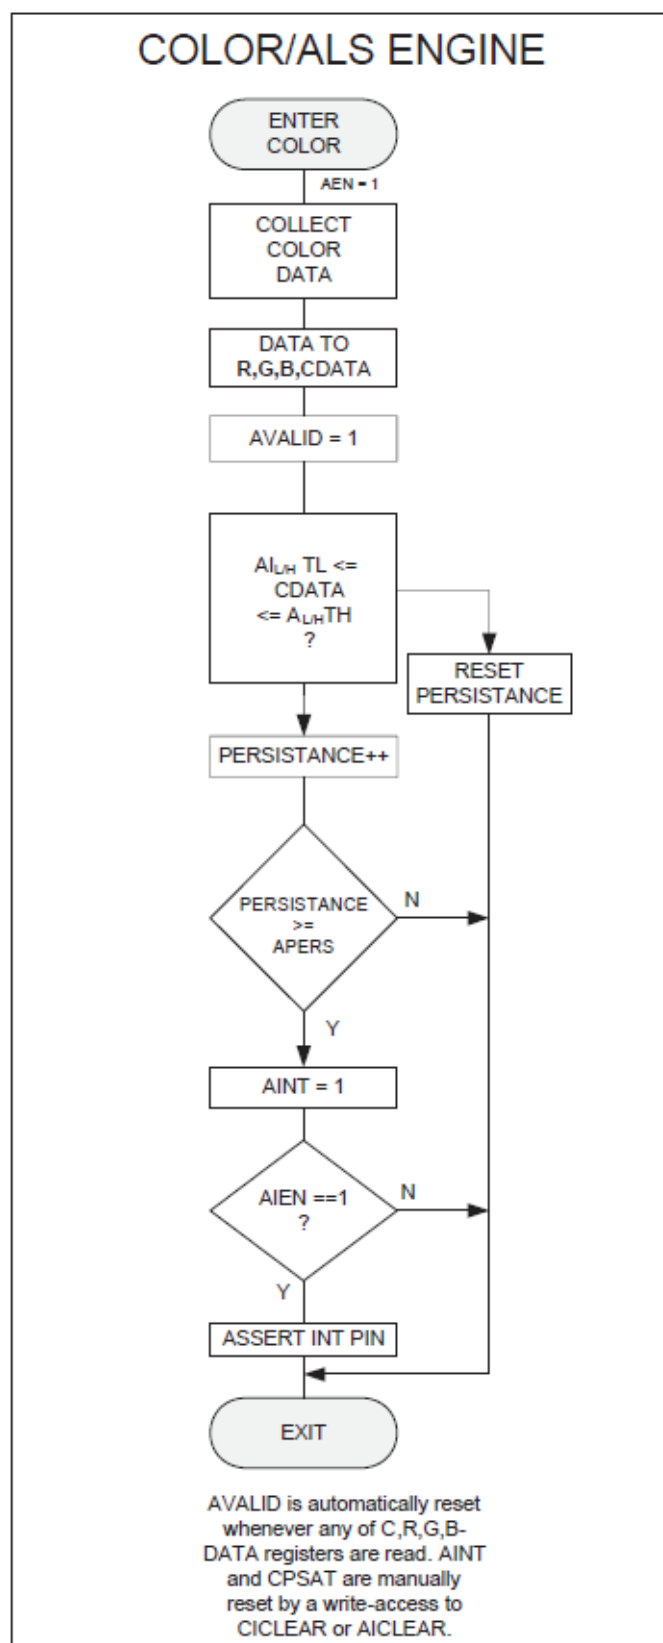 COLOR/ALS ENGINE
ENTER
COLOR
AEN = 1
COLLECT
COLOR
DATA
DATA TO
R,G,B,CDATA
AVALID = 1
AIL/H TL <=
CDATA
<= AL/HTH
?
RESET
PERSISTANCE
PERSISTANCE++
PERSISTANCE
>=
APERS
N
Y
AINT = 1
AIEN ==1
?
N
Y
ASSERT INT PIN
EXIT
AVALID is automatically reset
whenever any of C,R,G,B-
DATA registers are read. AINT
and CPSAT are manually
reset by a write-access to
CICLEAR or AICLEAR.